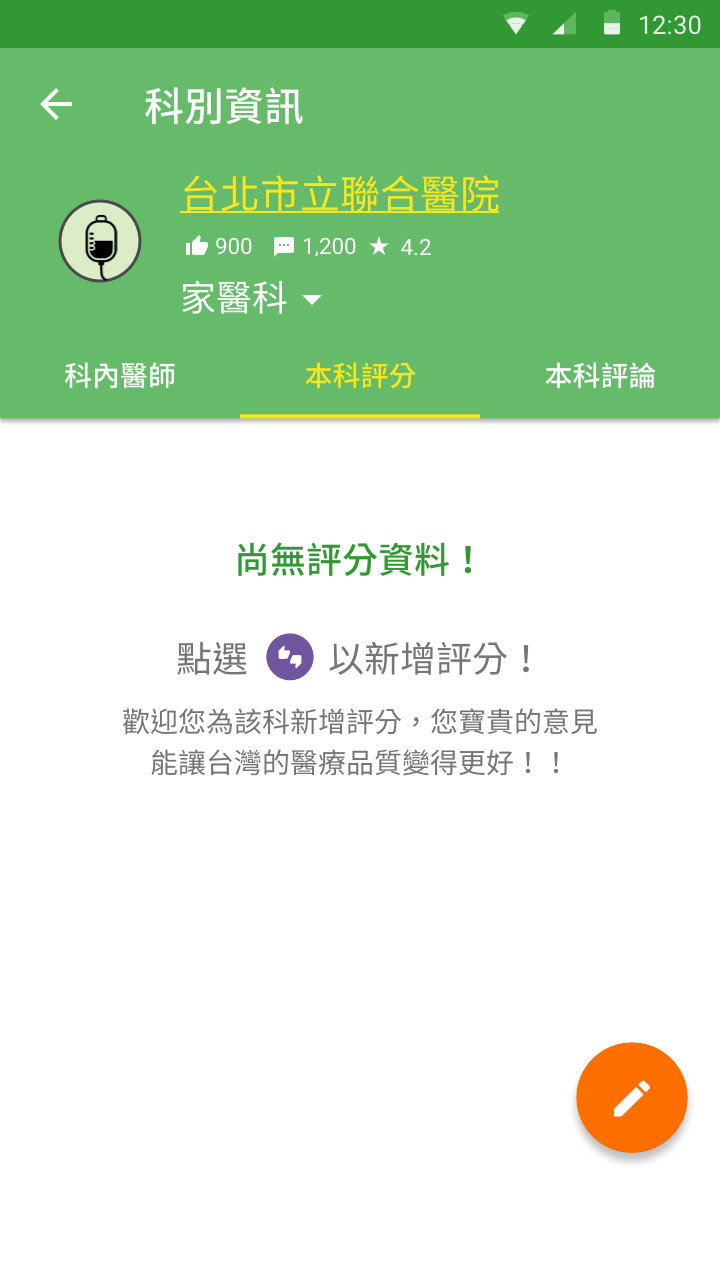 12:30
科別資訊
台北市立聯合醫院
900 1,200 4.2
家醫科
科內醫師 本科評分 本科評論
尚無評分資料！
點選 以新增評分！
歡迎您為該科新增評分，您寶貴的意見
能讓台灣的醫療品質變得更好！！